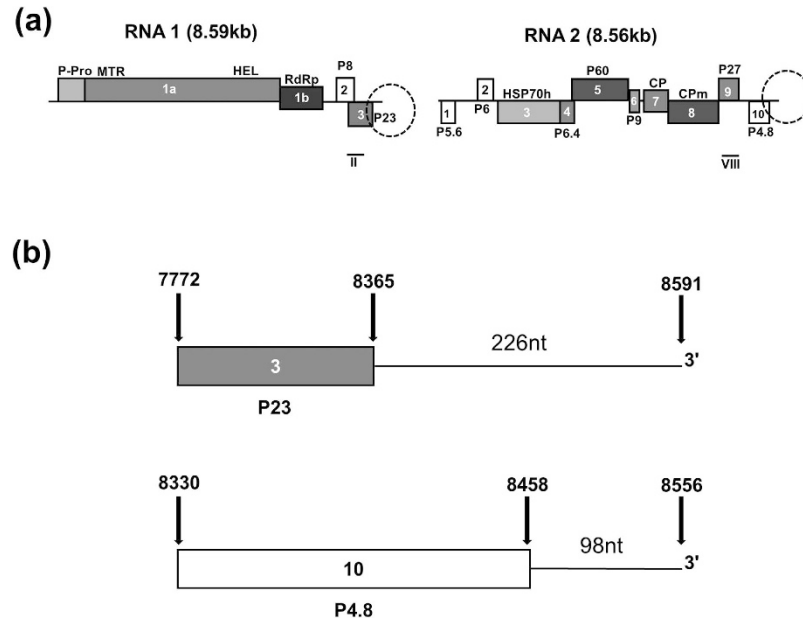 (a)
RNA 1 (8.59kb)
RNA 2 (8.56kb)
P-Pro MTR HEL RdRp P8
1a 1b 2 3 P23
II
P60 CP P27
2 HSP70h 5 9
1 P6 3 4 6 7 CPm 8 10
P5.6 P6.4 P9 P4.8
VIII
(b)
7772 8365 8591
226nt
3 3'
P23
8330 8458 8556
98nt
10 3'
P4.8